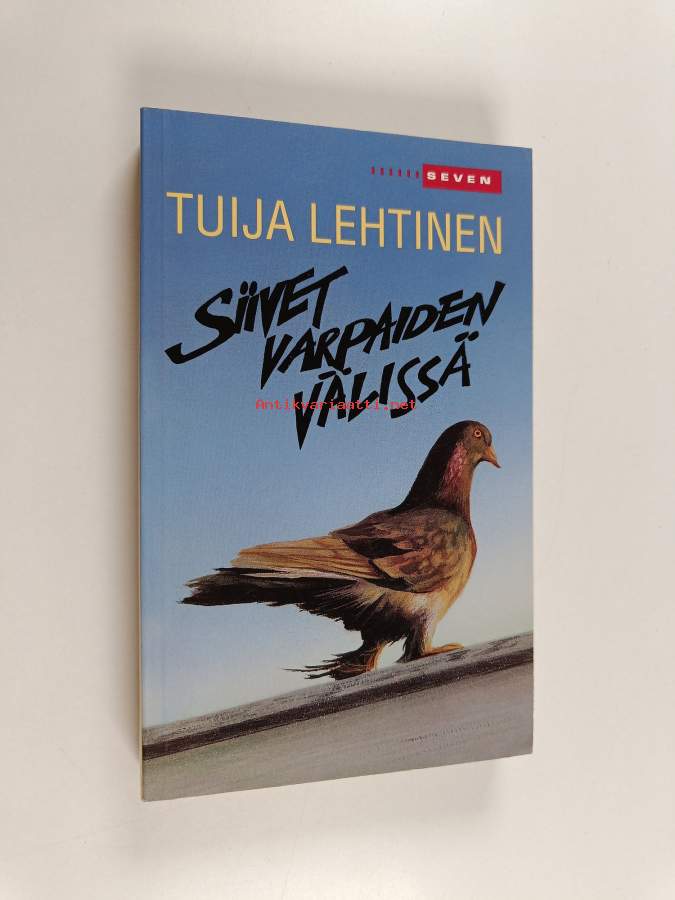 SEVEN
TUIJA LEHTINEN
SIIVET
VARPAIDEN
VÄLISSÄ
Antikvariaatti.net